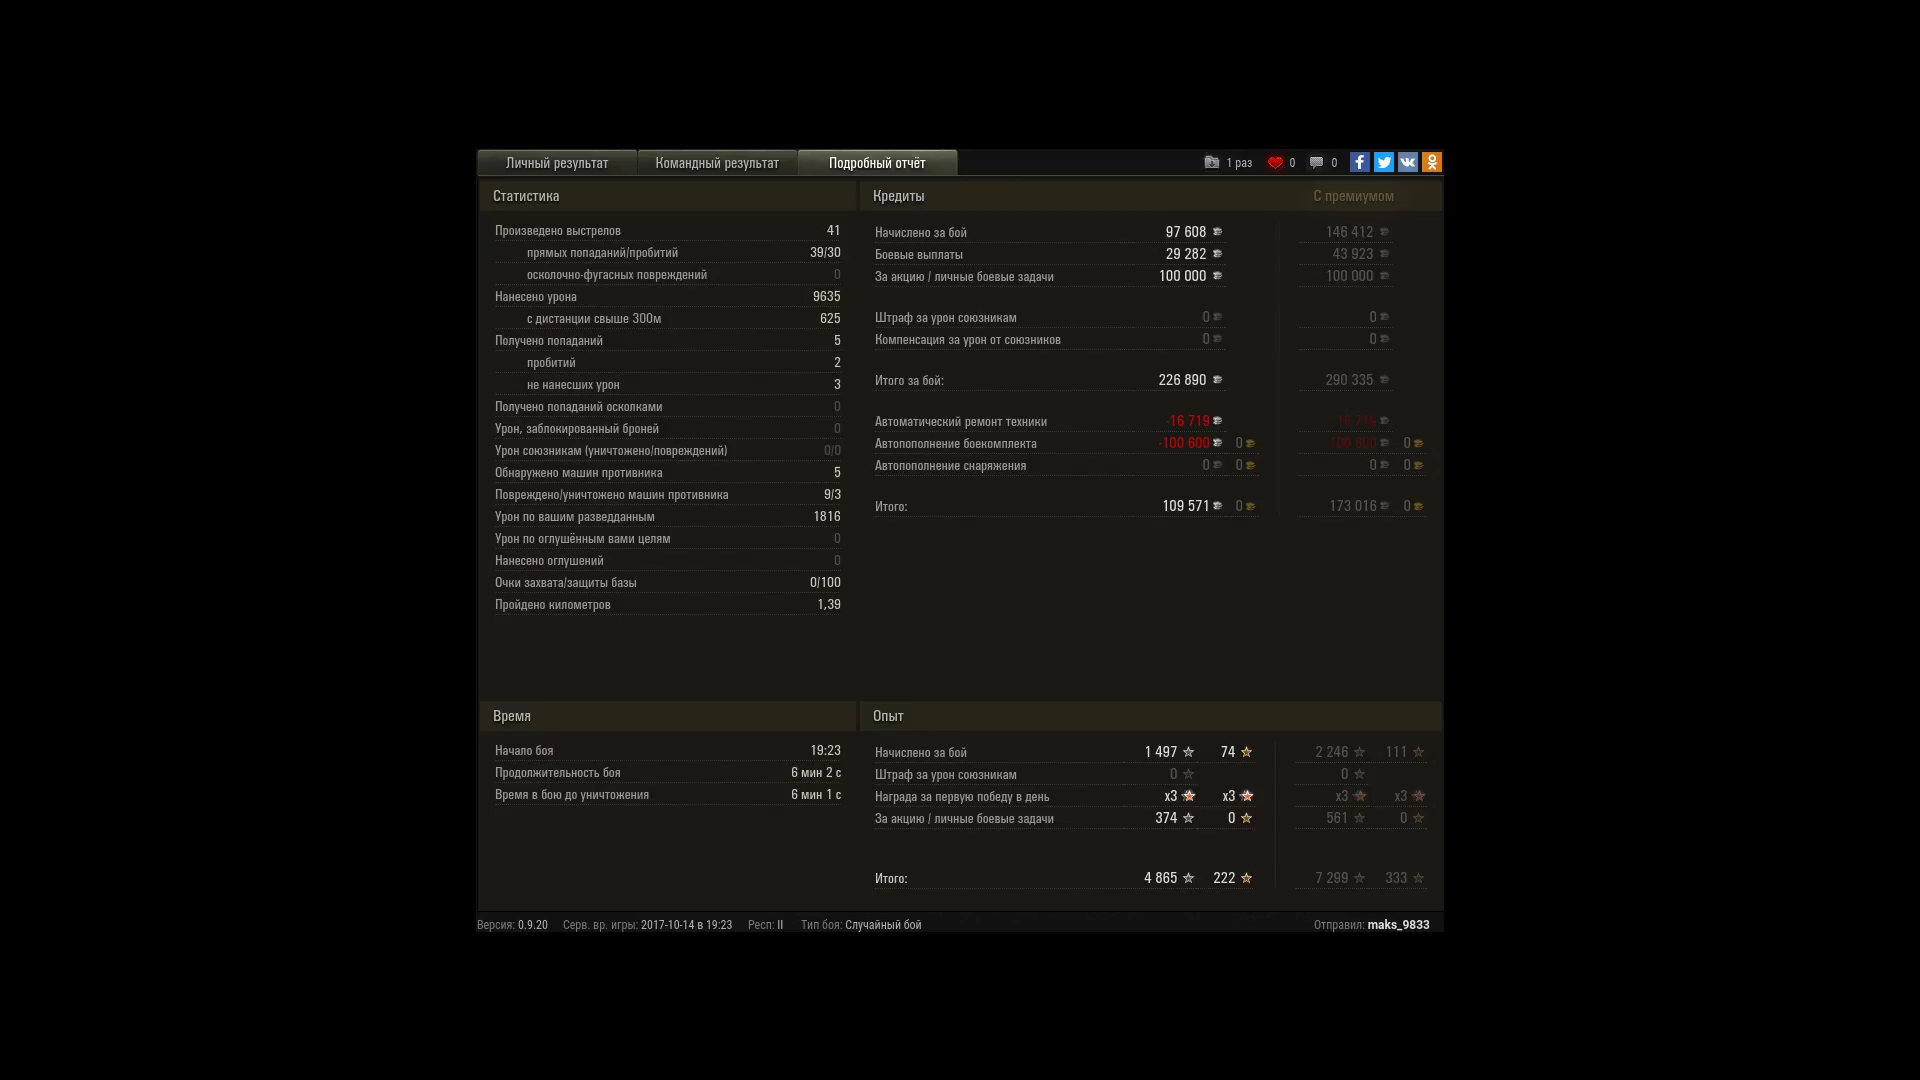 Личный результат Командный результат Подробный отчёт 1 раз 0 0
Статистика
Произведено выстрелов 41
прямых попаданий/пробитий 39/30
осколочно-фугасных повреждений 0
Нанесено урона 9635
с дистанции свыше 300м 625
Получено попаданий 5
пробитий 2
не нанесших урон 3
Получено попаданий осколками 0
Урон, заблокированный броней 0
Урон союзникам (уничтожено/повреждений) 0/0
Обнаружено машин противника 5
Повреждено/уничтожено машин противника 9/3
Урон по вашим разведданным 1816
Урон по оглушённым вами целям 0
Нанесено оглушений 0
Очки захвата/защиты базы 0/100
Пройдено километров 1,39
Кредиты С премиумом
Начислено за бой 97 608 146 412
Боевые выплаты 29 282 43 923
За акцию / личные боевые задачи 100 000 100 000
Штраф за урон союзникам 0 0
Компенсация за урон от союзников 0 0
Итого за бой: 226 890 290 335
Автоматический ремонт техники -16 719 -16 719
Автопополнение боекомплекта -100 600 0 -100 600 0
Автопополнение снаряжения 0 0 0 0
Итого: 109 571 0 173 016 0
Время
Начало боя 19:23
Продолжительность боя 6 мин 2 с
Время в бою до уничтожения 6 мин 1 с
Опыт
Начислено за бой 1 497 74 2 246 111
Штраф за урон союзникам 0 0
Награда за первую победу в день x3 x3 x3 x3
За акцию / личные боевые задачи 374 0 561 0
Итого: 4 865 222 7 299 333
Версия: 0.9.20 Серв. вр. игры: 2017-10-14 в 19:23 Респ: II Тип боя: Случайный бой Отправил: maks_9833